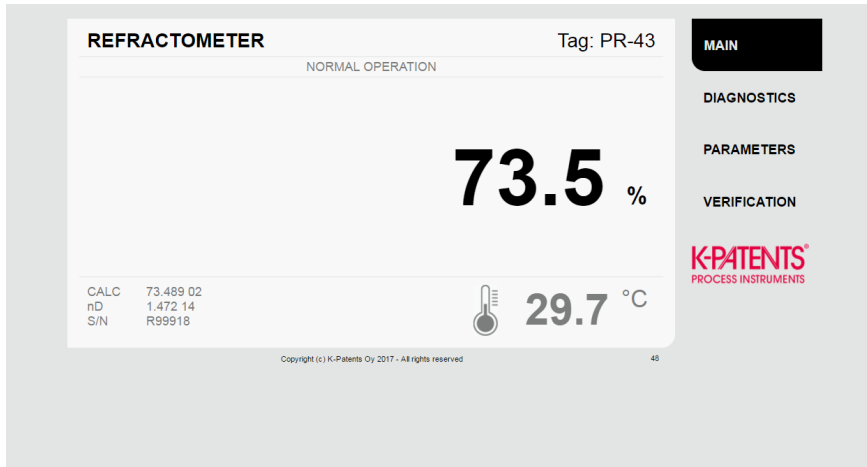 REFRACTOMETER Tag: PR-43
NORMAL OPERATION
73.5 %
CALC 73.489 02
nD 1.472 14
S/N R99918
29.7 °C
Copyright (c) K-Patents Oy 2017 - All rights reserved 48
MAIN
DIAGNOSTICS
PARAMETERS
VERIFICATION
K-PATENTS®
PROCESS INSTRUMENTS